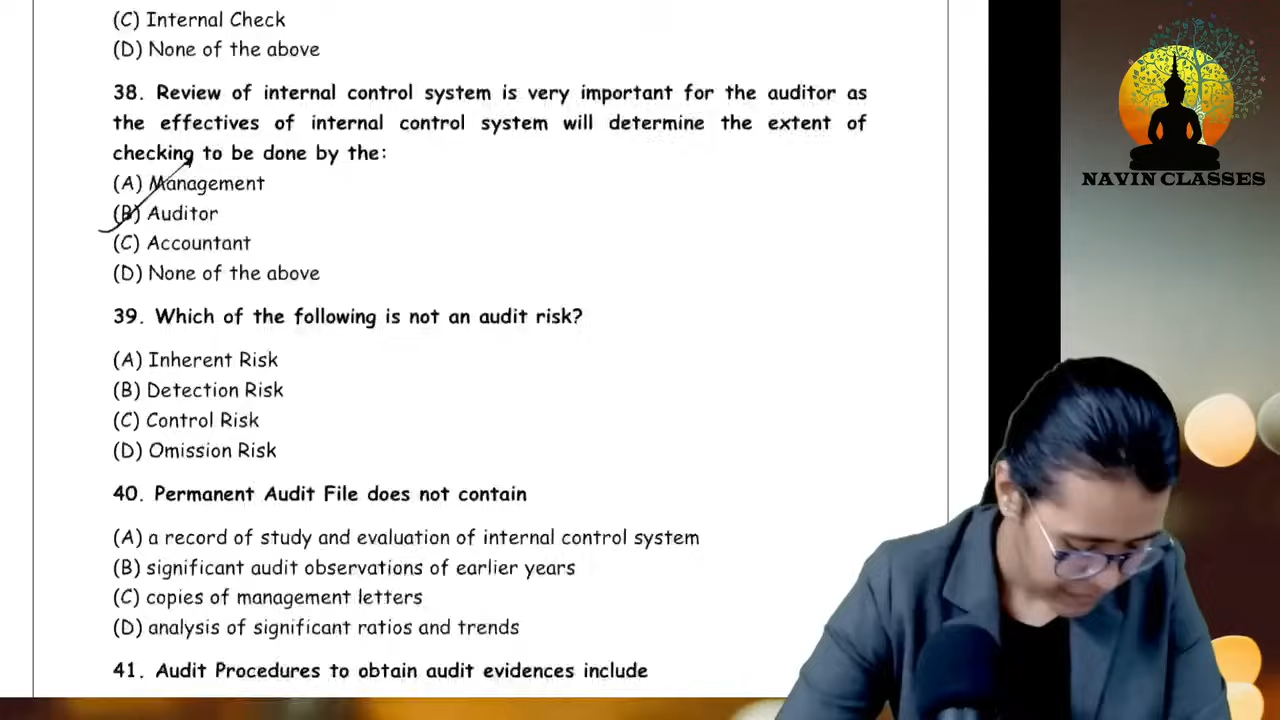 (C) Internal Check
(D) None of the above
38. Review of internal control system is very important for the auditor as
the effectives of internal control system will determine the extent of
checking to be done by the:
(A) Management
(B) Auditor
(C) Accountant
(D) None of the above
39. Which of the following is not an audit risk?
(A) Inherent Risk
(B) Detection Risk
(C) Control Risk
(D) Omission Risk
40. Permanent Audit File does not contain
(A) a record of study and evaluation of internal control system
(B) significant audit observations of earlier years
(C) copies of management letters
(D) analysis of significant ratios and trends
41. Audit Procedures to obtain audit evidences include
NAVIN CLASSES